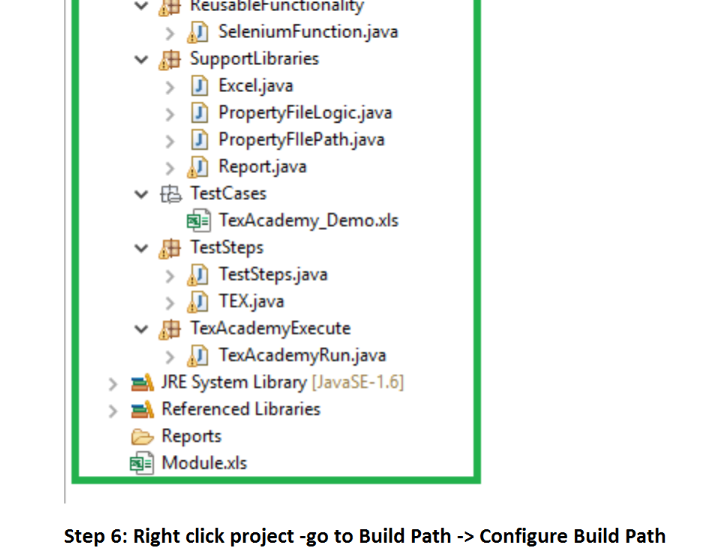 ReusableFunctionality
SeleniumFunction.java
SupportLibraries
Excel.java
PropertyFileLogic.java
PropertyFIlePath.java
Report.java
TestCases
TexAcademy_Demo.xls
TestSteps
TestSteps.java
TEX.java
TexAcademyExecute
TexAcademyRun.java
JRE System Library [JavaSE-1.6]
Referenced Libraries
Reports
Module.xls
Step 6: Right click project -go to Build Path -> Configure Build Path